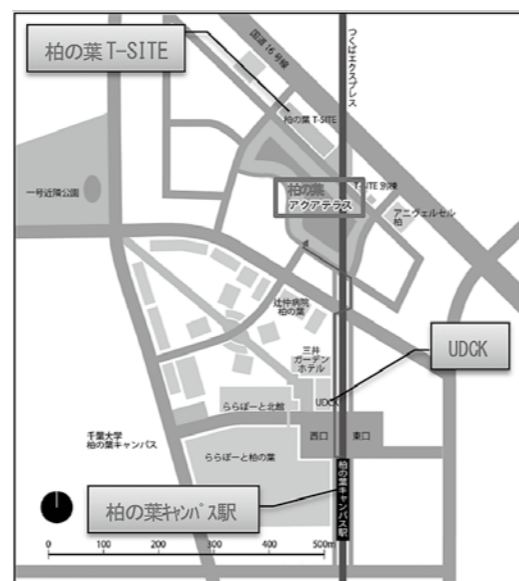 柏の葉 T-SITE
国道16号線
つくばエクスプレス
柏の葉 T-SITE
一号近隣公園
柏の葉
アクアテラス
T-SITE 別棟
アニヴェルセル
柏
辻仲病院
柏の葉
三井
ガーデン
ホテル
UDCK
UDCK
ららぽーと北館
西口
東口
千葉大学
柏の葉キャンパス
ららぽーと柏の葉
柏の葉キャンパス駅
柏の葉ｷｬﾝﾊﾟｽ駅
0 100 200 300 400 500m